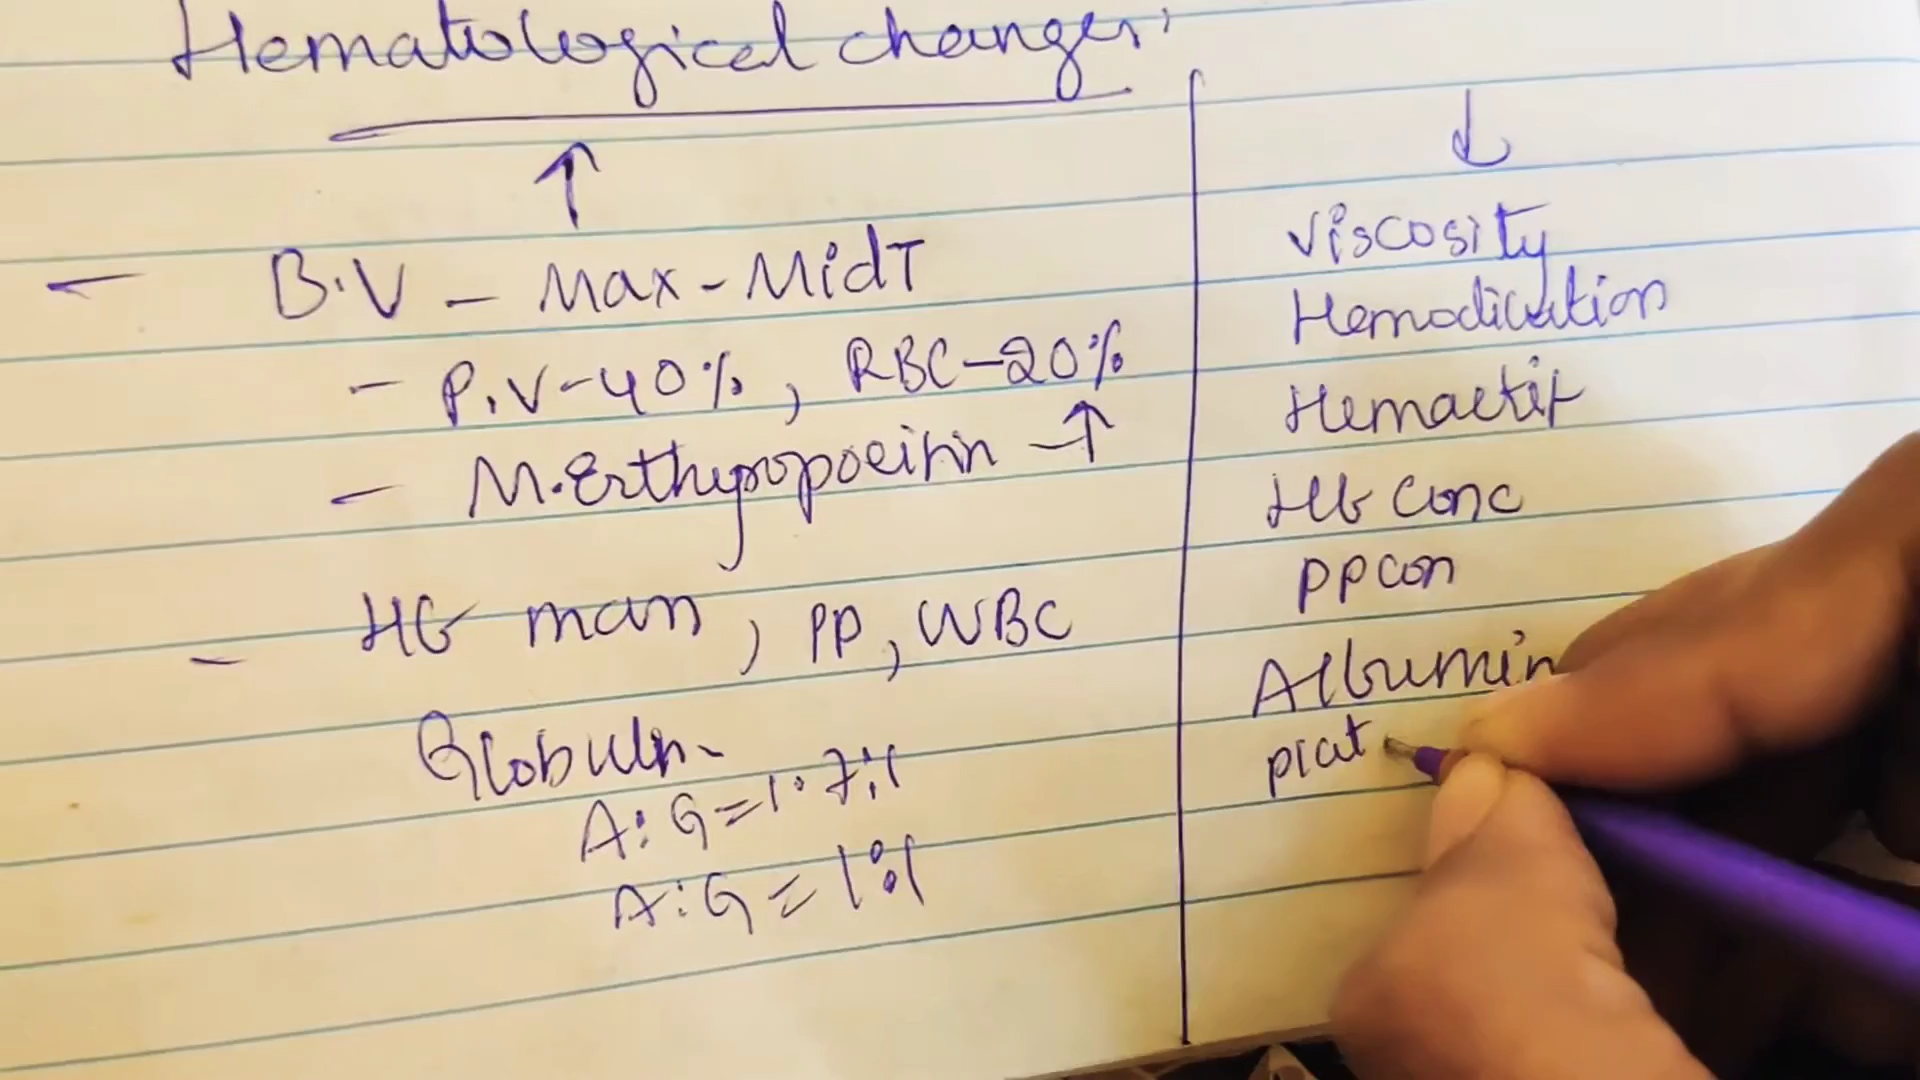 Hematological changes
↑
- B.V - Max - MidT
- P.V - 40%, RBC - 20%
- M. Erthyropoeitin - ↑
- Hb mass, PP, WBC
Globulin -
A:G = 1.7:1
A:G = 1:1
↓
Viscosity
Hemodilution
Hemactit
Hb conc
PP con
Albumin
plat